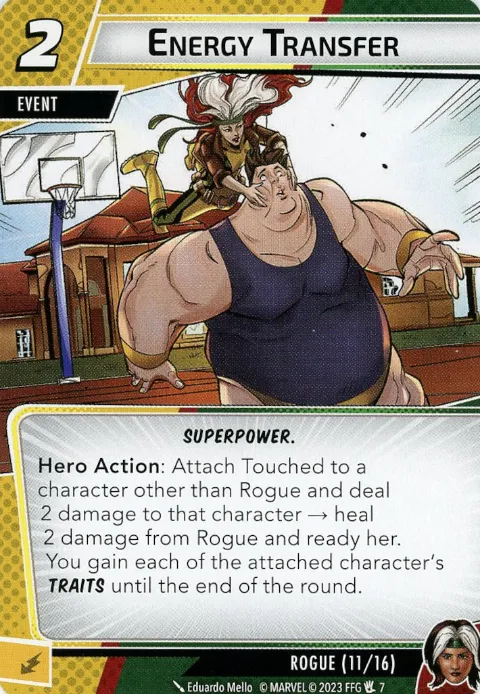 2
ENERGY TRANSFER
EVENT
SUPERPOWER.
Hero Action: Attach Touched to a
character other than Rogue and deal
2 damage to that character → heal
2 damage from Rogue and ready her.
You gain each of the attached character's
TRAITS until the end of the round.
ROGUE (11/16)
Eduardo Mello © MARVEL © 2023 FFG 7